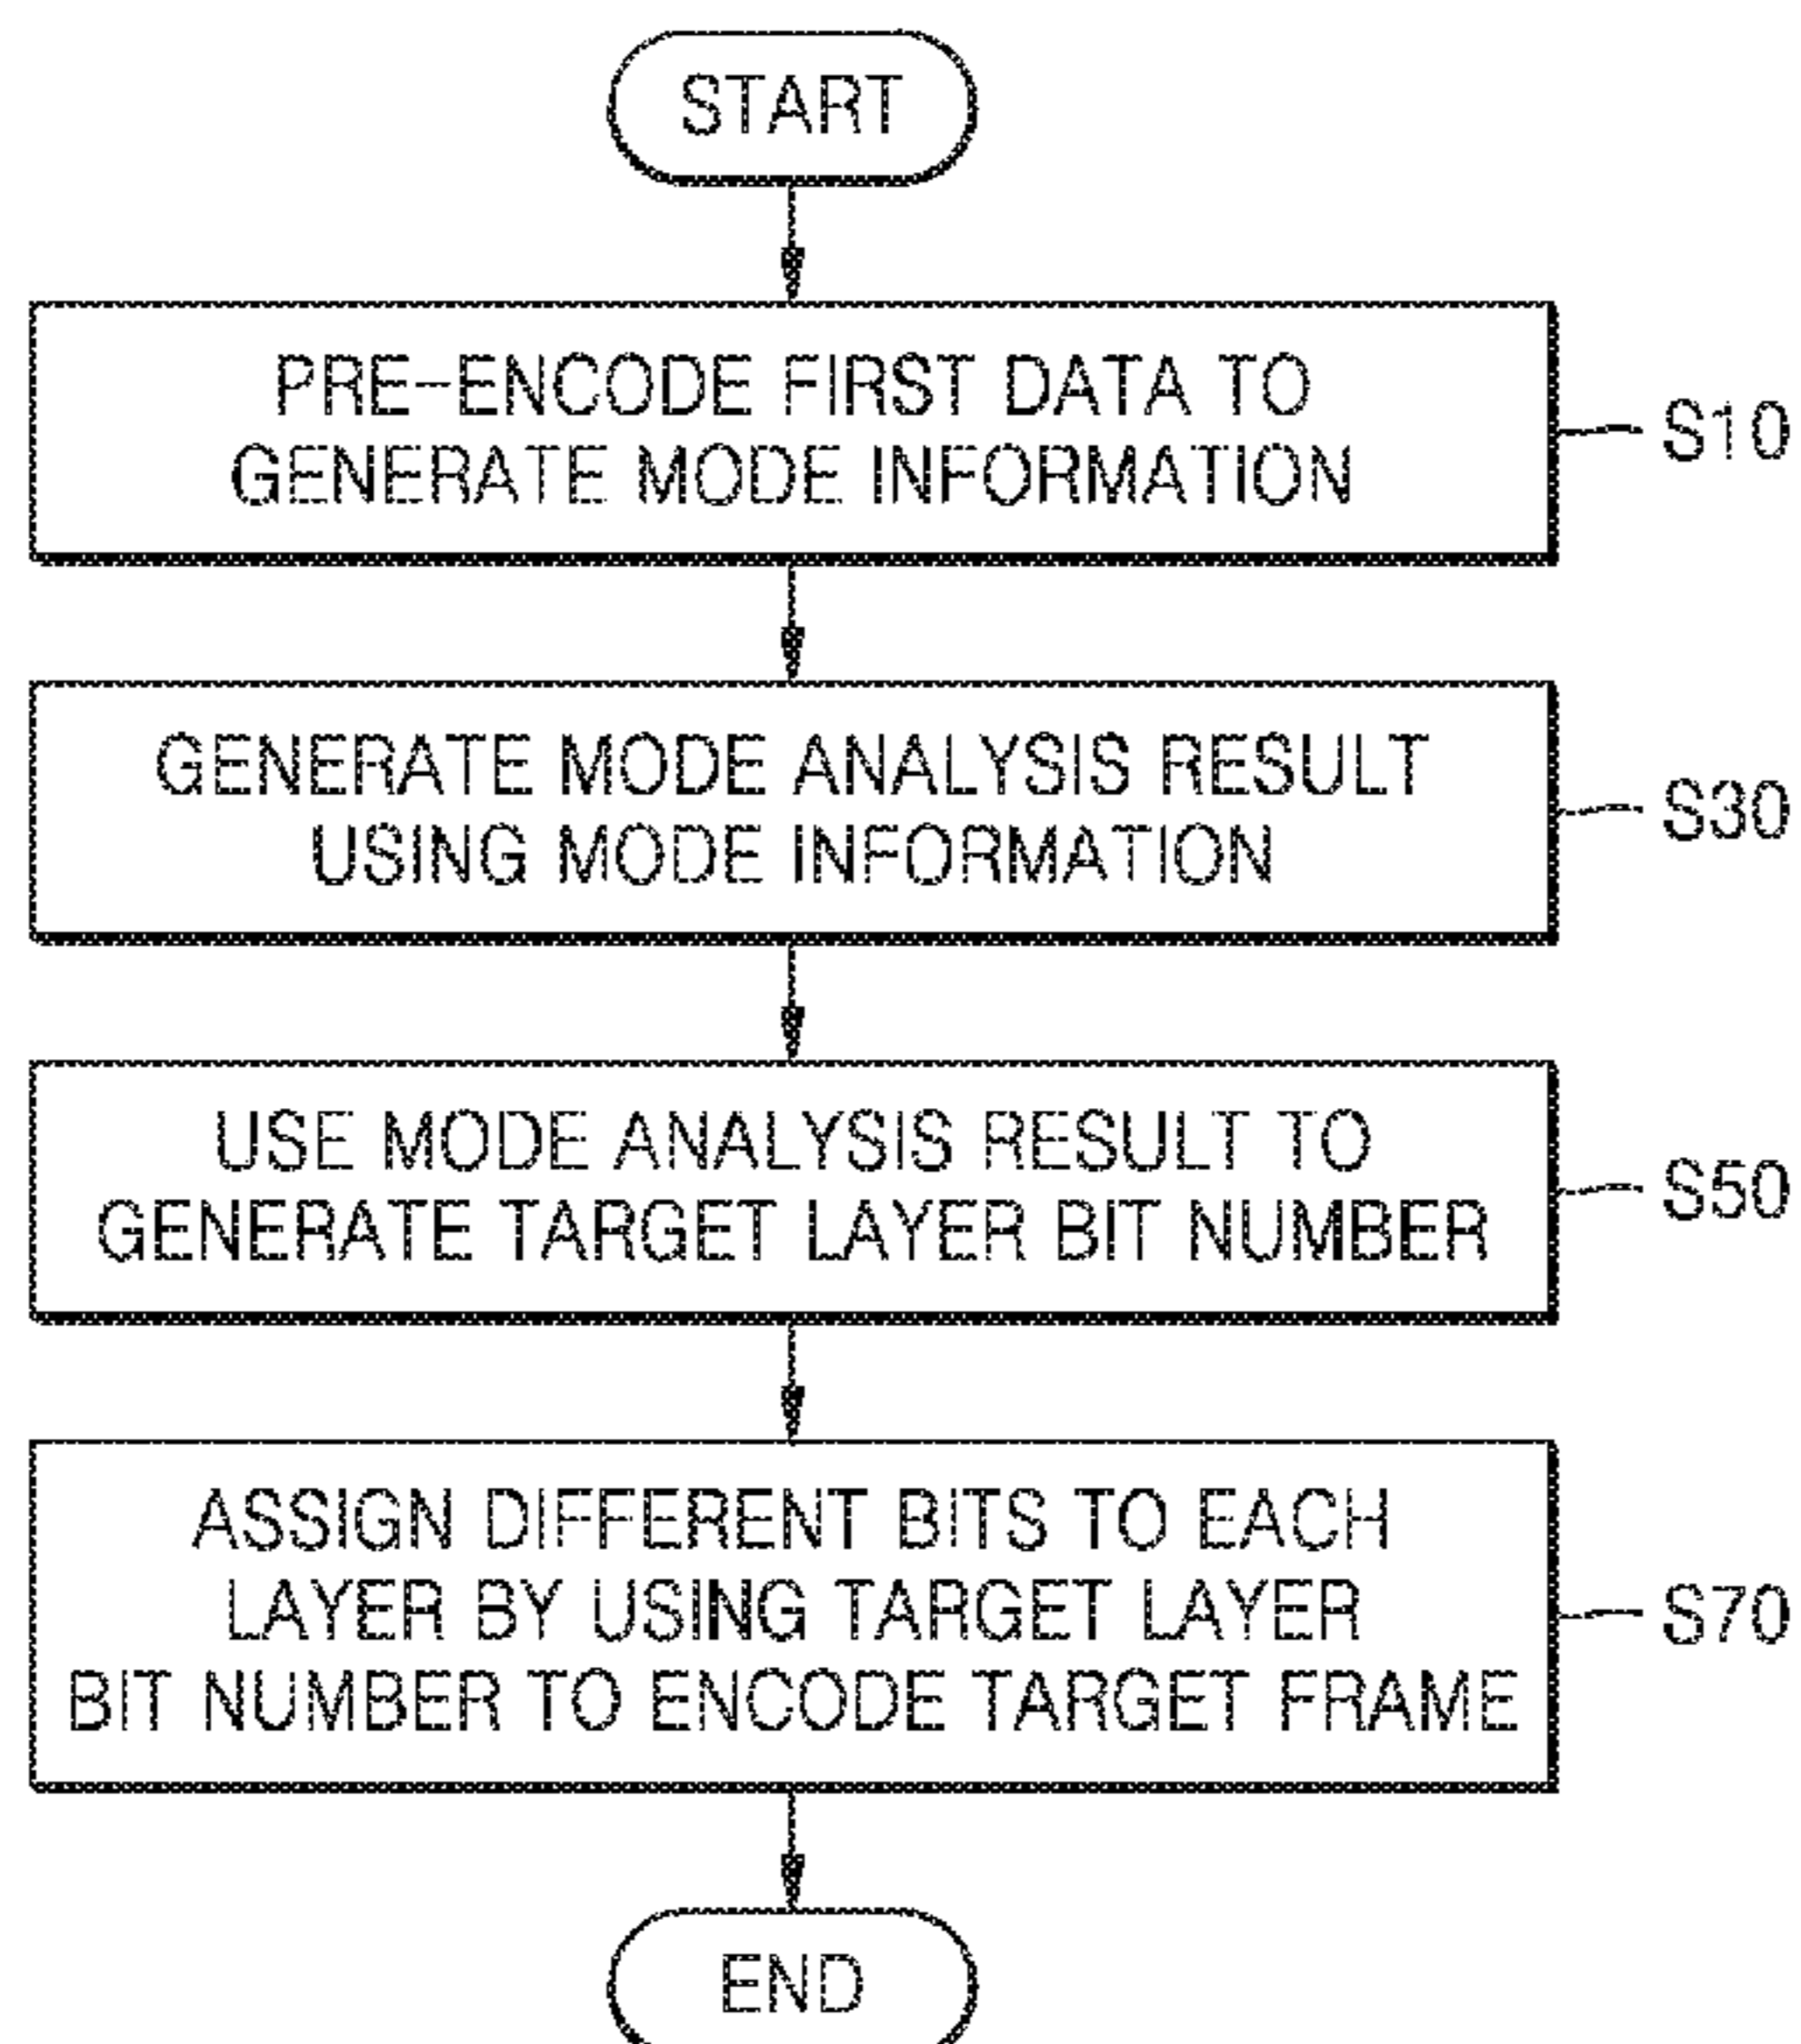 START
PRE-ENCODE FIRST DATA TO
GENERATE MODE INFORMATION
S10
GENERATE MODE ANALYSIS RESULT
USING MODE INFORMATION
S30
USE MODE ANALYSIS RESULT TO
GENERATE TARGET LAYER BIT NUMBER
S50
ASSIGN DIFFERENT BITS TO EACH
LAYER BY USING TARGET LAYER
BIT NUMBER TO ENCODE TARGET FRAME
S70
END